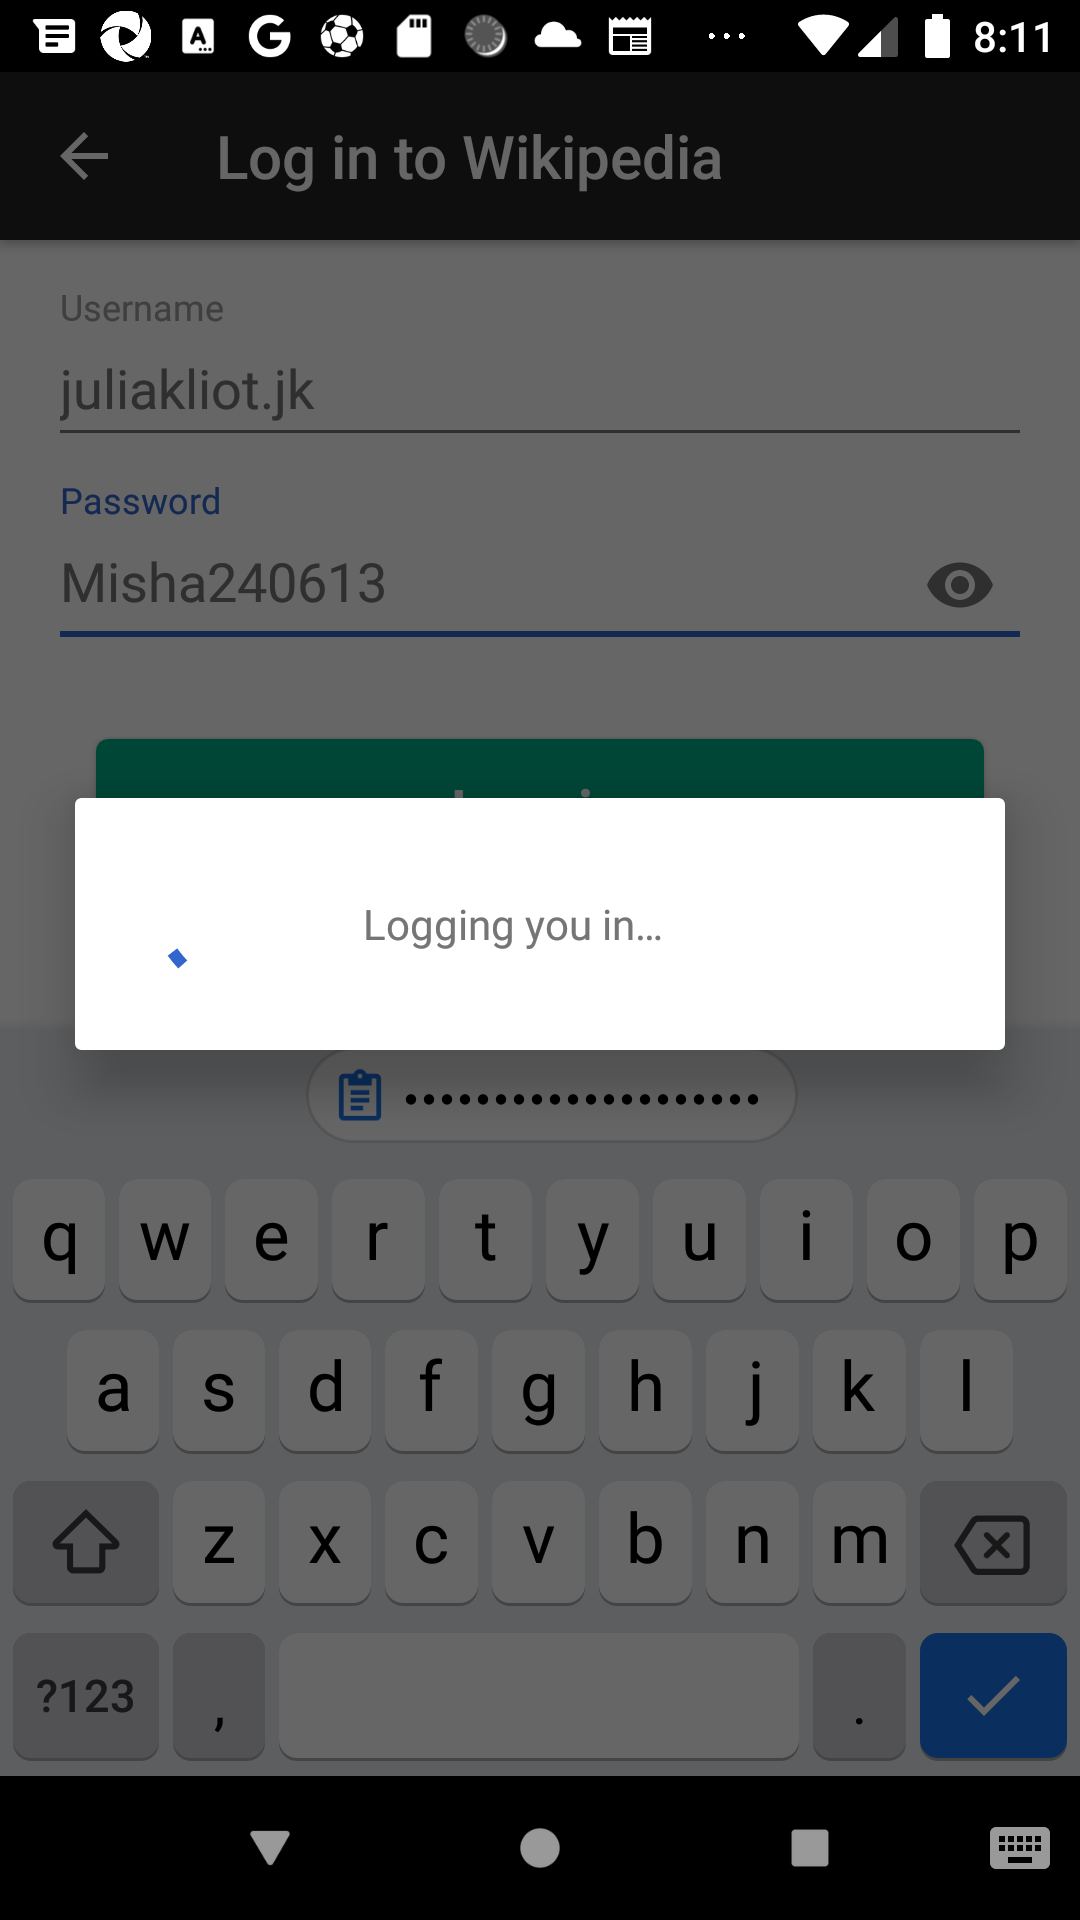 8:11
Log in to Wikipedia
Username
juliakliot.jk
Password
Misha240613
Logging you in…
••••••••••••••••••••
q w e r t y u i o p
a s d f g h j k l
z x c v b n m
?123 , .